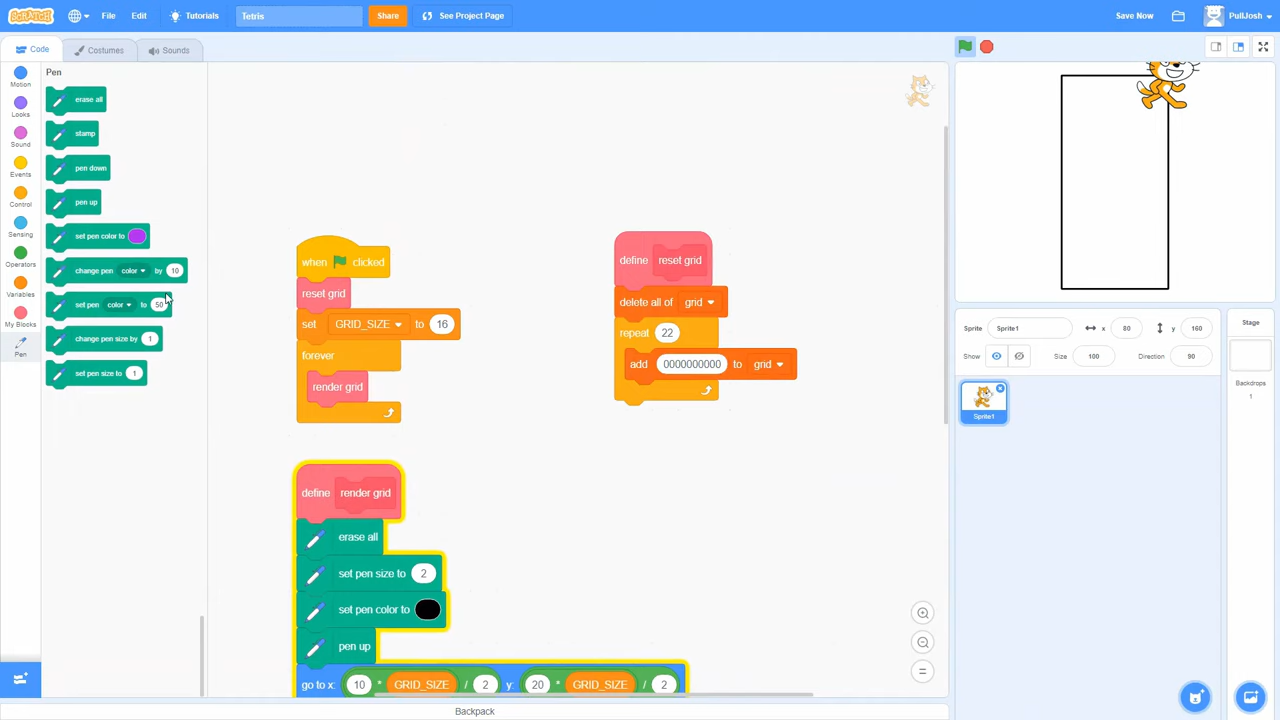 SCRATCH File Edit Tutorials Tetris Share See Project Page Save Now PullJosh
Code Costumes Sounds
Motion
Looks
Sound
Events
Control
Sensing
Operators
Variables
My Blocks
Pen
Pen
erase all
stamp
pen down
pen up
set pen color to
change pen color by 10
set pen color to 50
change pen size by 1
set pen size to 1
when clicked
reset grid
set GRID_SIZE to 16
forever
render grid
define reset grid
delete all of grid
repeat 22
add 0000000000 to grid
define render grid
erase all
set pen size to 2
set pen color to
pen up
go to x: 10 * GRID_SIZE / 2 y: 20 * GRID_SIZE / 2
Sprite Sprite1 x 80 y 160
Show Size 100 Direction 90
Sprite1
Stage
Backdrops
1
Backpack